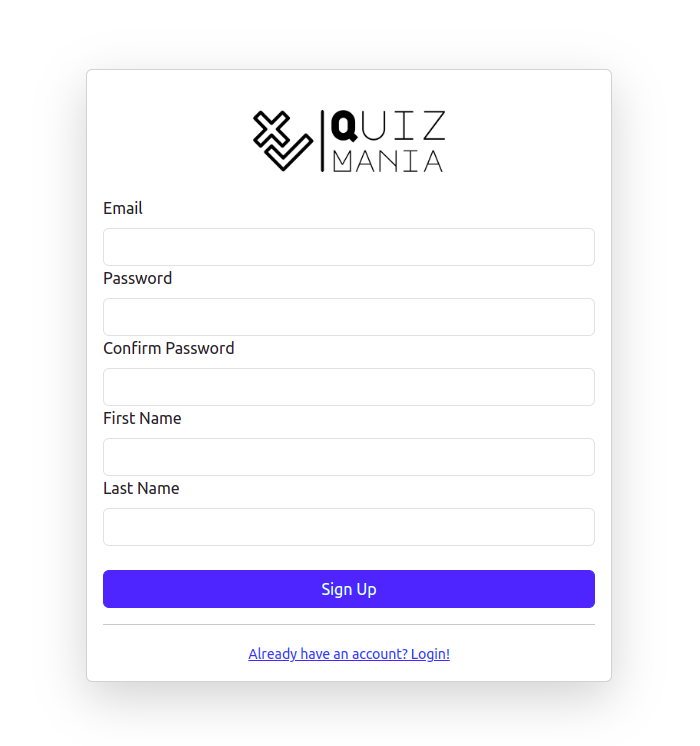 QUIZ
MANIA
Email
Password
Confirm Password
First Name
Last Name
Sign Up
Already have an account? Login!